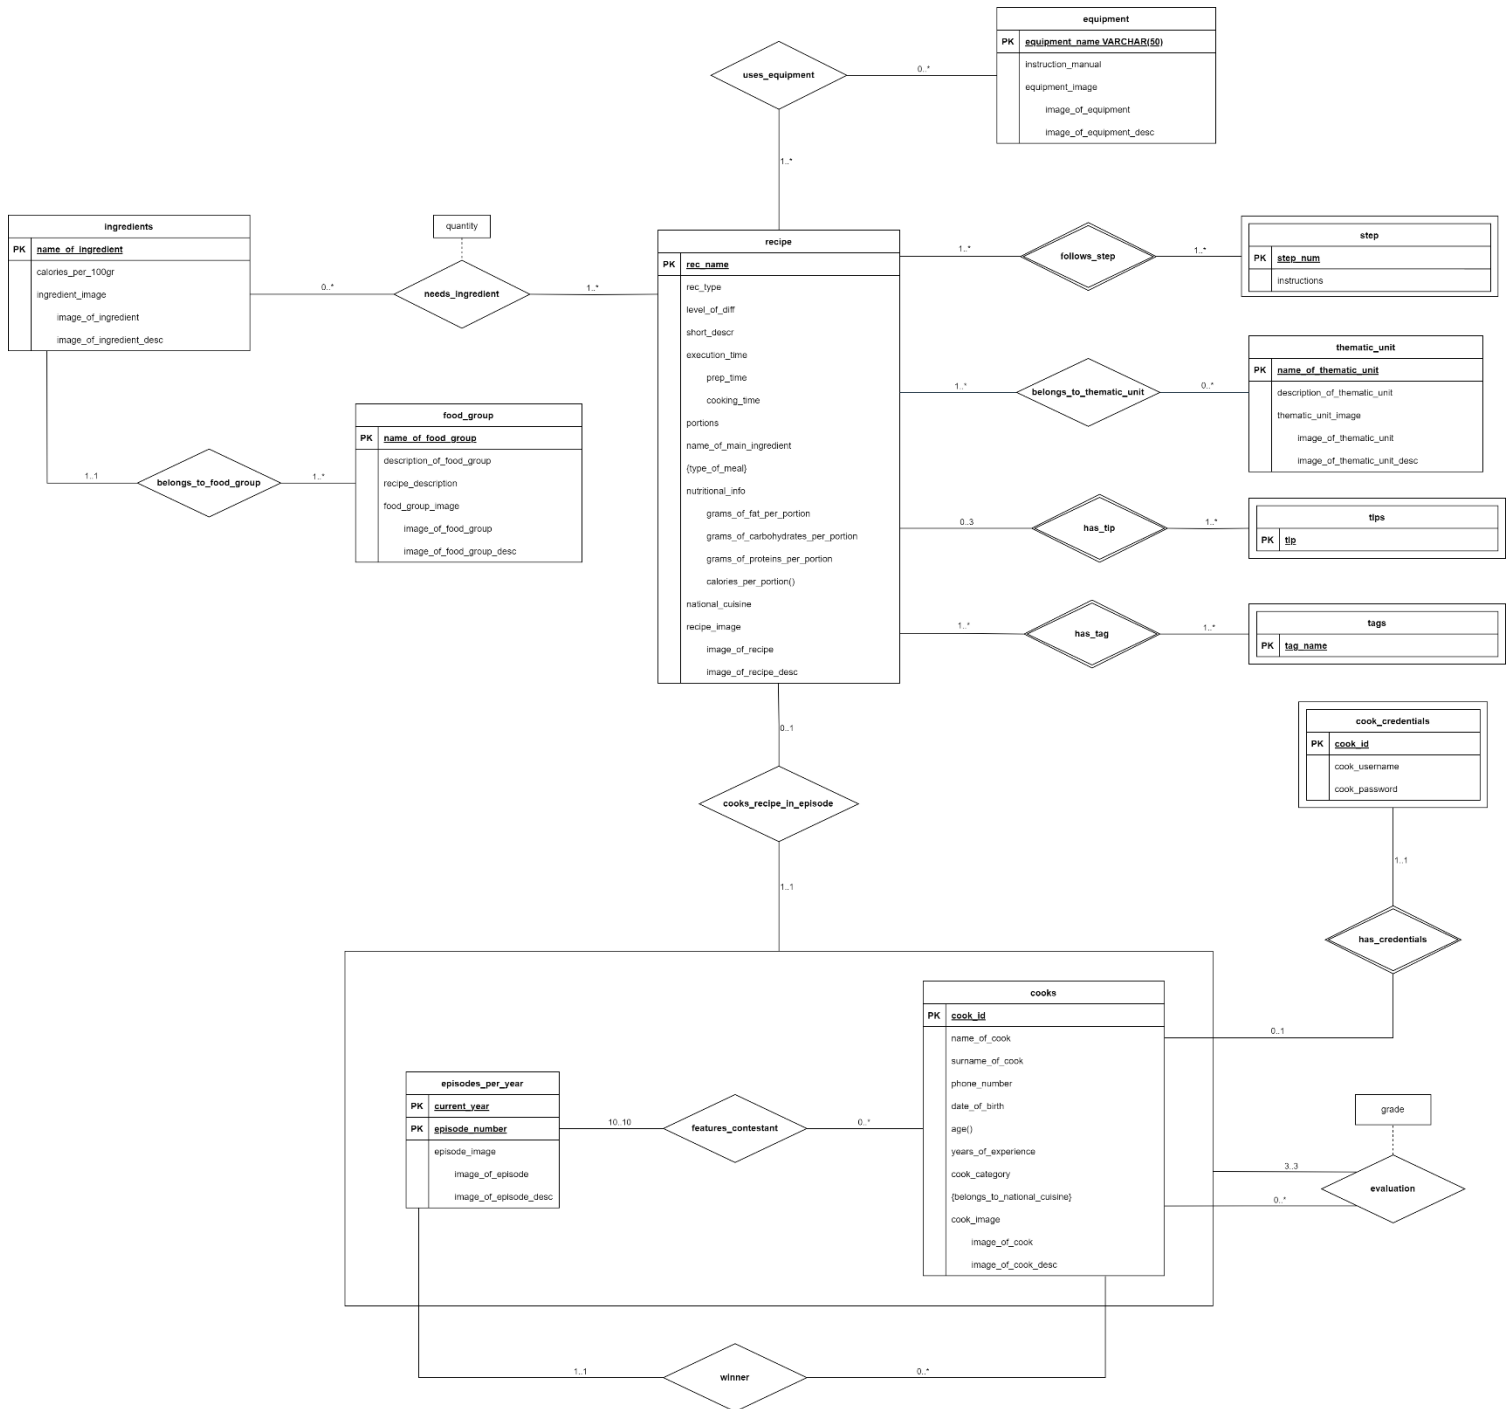 equipment
PK equipment_name VARCHAR(50)
instruction_manual
equipment_image
image_of_equipment
image_of_equipment_desc
uses_equipment
0..*
1..*
ingredients
PK name_of_ingredient
calories_per_100gr
ingredient_image
image_of_ingredient
image_of_ingredient_desc
quantity
needs_ingredient
0..*
1..*
recipe
PK rec_name
rec_type
level_of_diff
short_descr
execution_time
prep_time
cooking_time
portions
name_of_main_ingredient
{type_of_meal}
nutritional_info
grams_of_fat_per_portion
grams_of_carbohydrates_per_portion
grams_of_proteins_per_portion
calories_per_portion()
national_cuisine
recipe_image
image_of_recipe
image_of_recipe_desc
1..*
follows_step
1..*
step
PK step_num
instructions
1..*
belongs_to_thematic_unit
0..*
thematic_unit
PK name_of_thematic_unit
description_of_thematic_unit
thematic_unit_image
image_of_thematic_unit
image_of_thematic_unit_desc
food_group
PK name_of_food_group
description_of_food_group
recipe_description
food_group_image
image_of_food_group
image_of_food_group_desc
1..1
belongs_to_food_group
1..*
0..3
has_tip
1..*
tips
PK tip
1..*
has_tag
1..*
tags
PK tag_name
cook_credentials
PK cook_id
cook_username
cook_password
0..1
cooks_recipe_in_episode
1..1
1..1
has_credentials
0..1
cooks
PK cook_id
name_of_cook
surname_of_cook
phone_number
date_of_birth
age()
years_of_experience
cook_category
{belongs_to_national_cuisine}
cook_image
image_of_cook
image_of_cook_desc
episodes_per_year
PK current_year
PK episode_number
episode_image
image_of_episode
image_of_episode_desc
10..10
features_contestant
0..*
grade
3..3
evaluation
0..*
1..1
winner
0..*